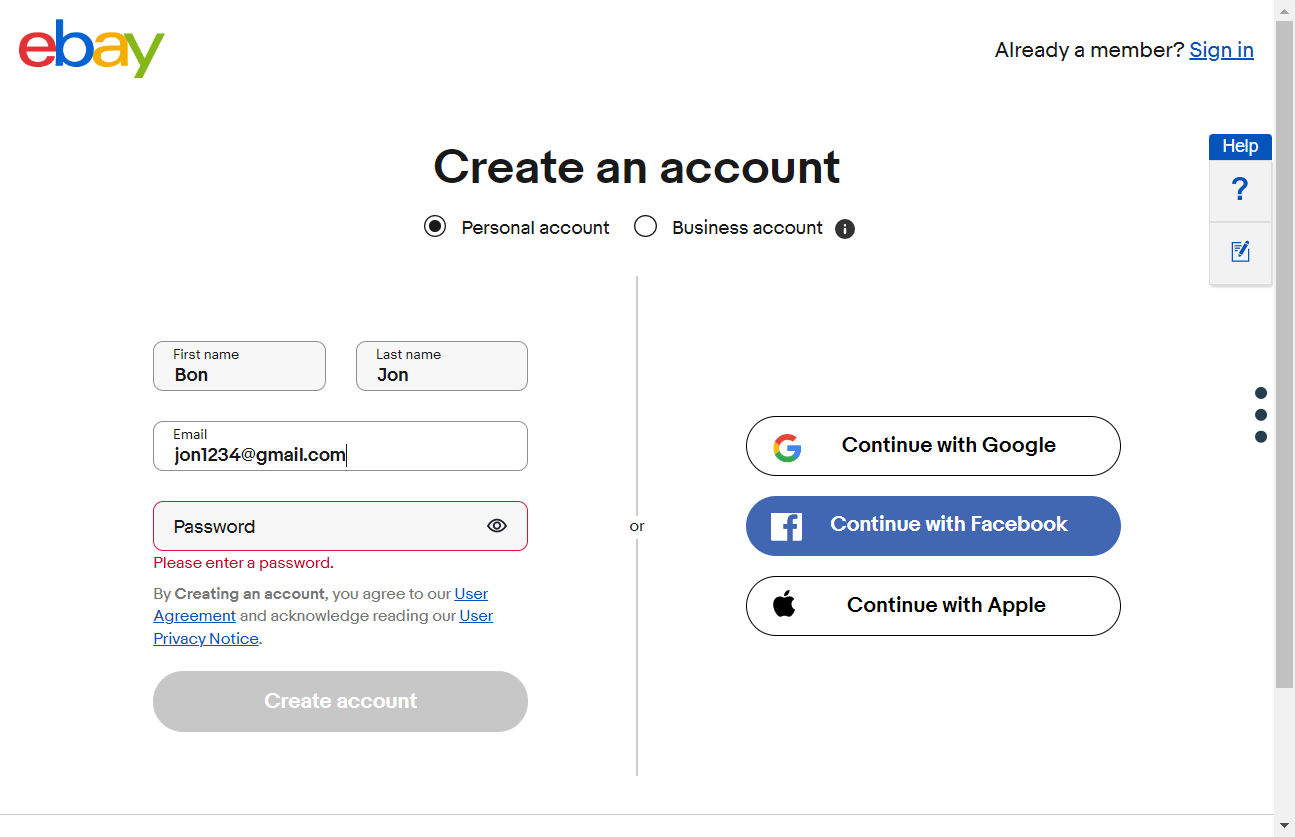 ebay
Already a member? Sign in
Help
?
Create an account
Personal account Business account i
First name
Bon
Last name
Jon
Email
jon1234@gmail.com
Password
Please enter a password.
By Creating an account, you agree to our User
Agreement and acknowledge reading our User
Privacy Notice.
Create account
or
Continue with Google
Continue with Facebook
Continue with Apple